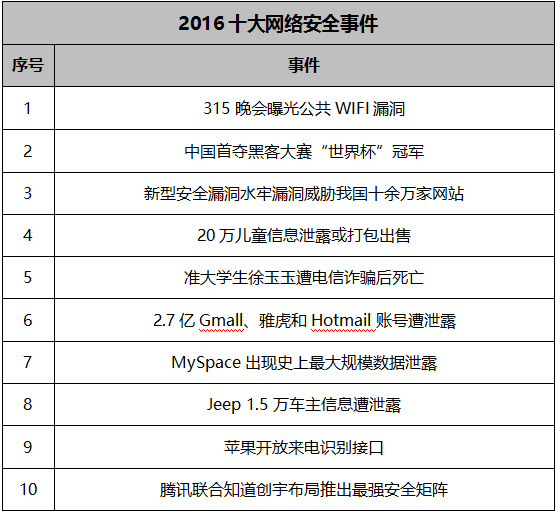 2016 十大网络安全事件
序号 事件
1 315 晚会曝光公共 WIFI 漏洞
2 中国首夺黑客大赛“世界杯”冠军
3 新型安全漏洞水牢漏洞威胁我国十余万家网站
4 20 万儿童信息泄露或打包出售
5 准大学生徐玉玉遭电信诈骗后死亡
6 2.7 亿 Gmall、雅虎和 Hotmail 账号遭泄露
7 MySpace 出现史上最大规模数据泄露
8 Jeep 1.5 万车主信息遭泄露
9 苹果开放来电识别接口
10 腾讯联合知道创宇布局推出最强安全矩阵